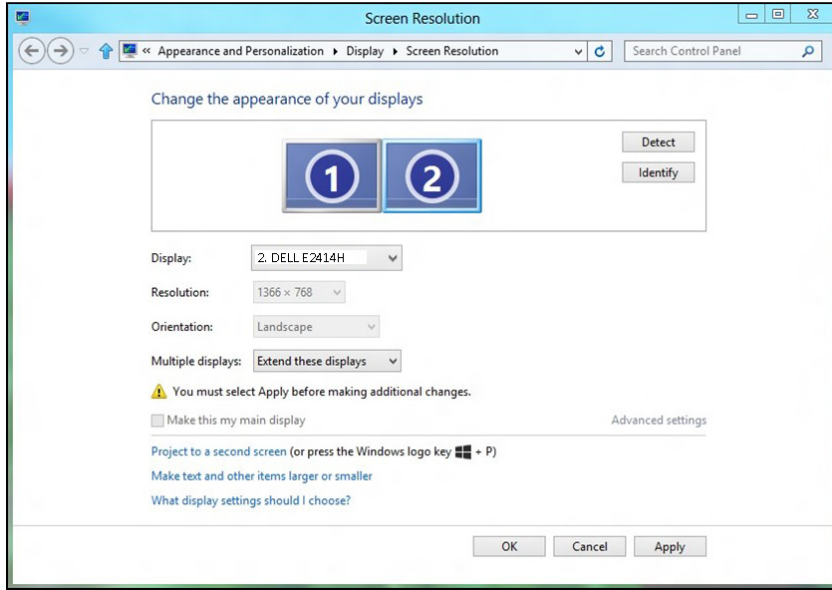 Screen Resolution
« Appearance and Personalization Display Screen Resolution Search Control Panel
Change the appearance of your displays
1 2
Detect
Identify
Display: 2. DELL E2414H
Resolution: 1366 × 768
Orientation: Landscape
Multiple displays: Extend these displays
You must select Apply before making additional changes.
Make this my main display Advanced settings
Project to a second screen (or press the Windows logo key + P)
Make text and other items larger or smaller
What display settings should I choose?
OK Cancel Apply